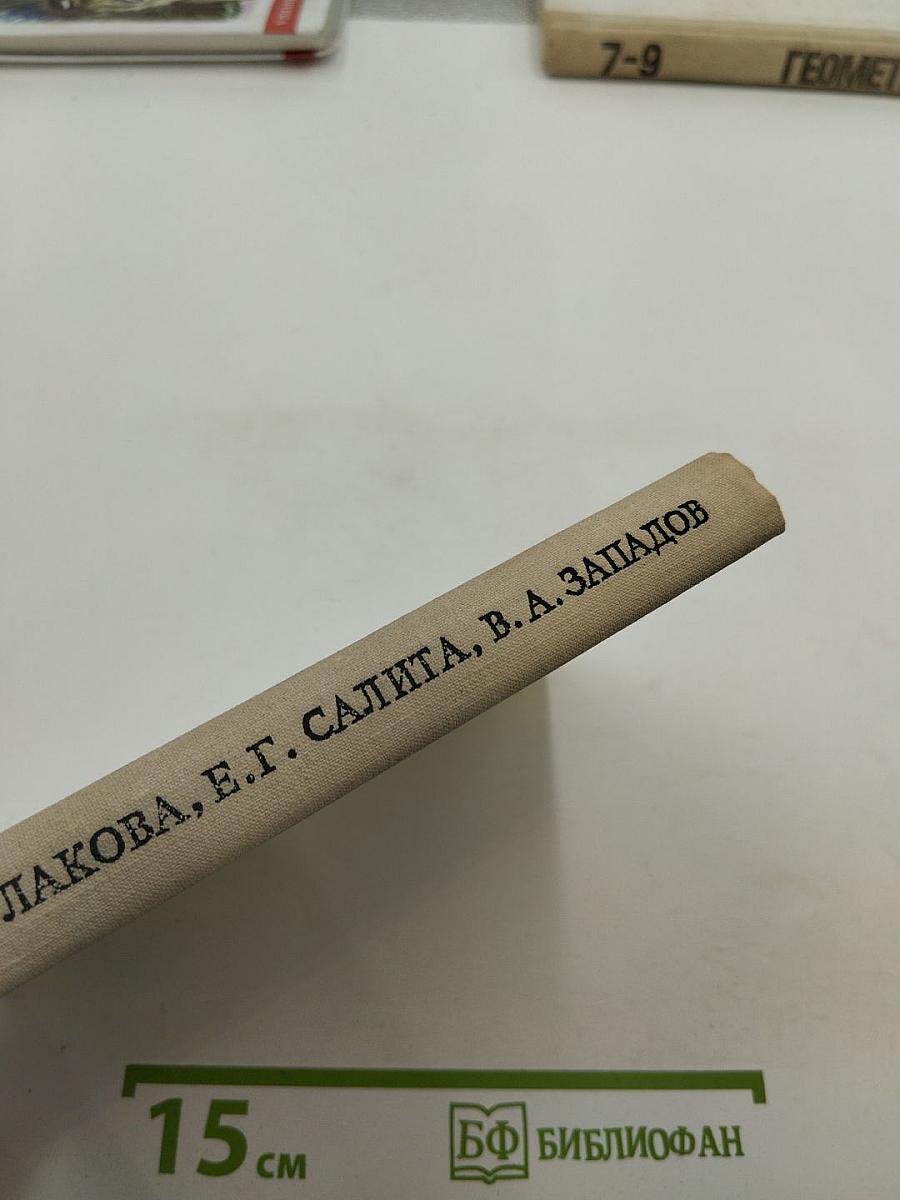 7-9 ГЕОМЕТ
ЛАКОВА, Е.Г. САЛИТА, В.А. ЗАПАДОВ
15 см
БФ БИБЛИОФАН